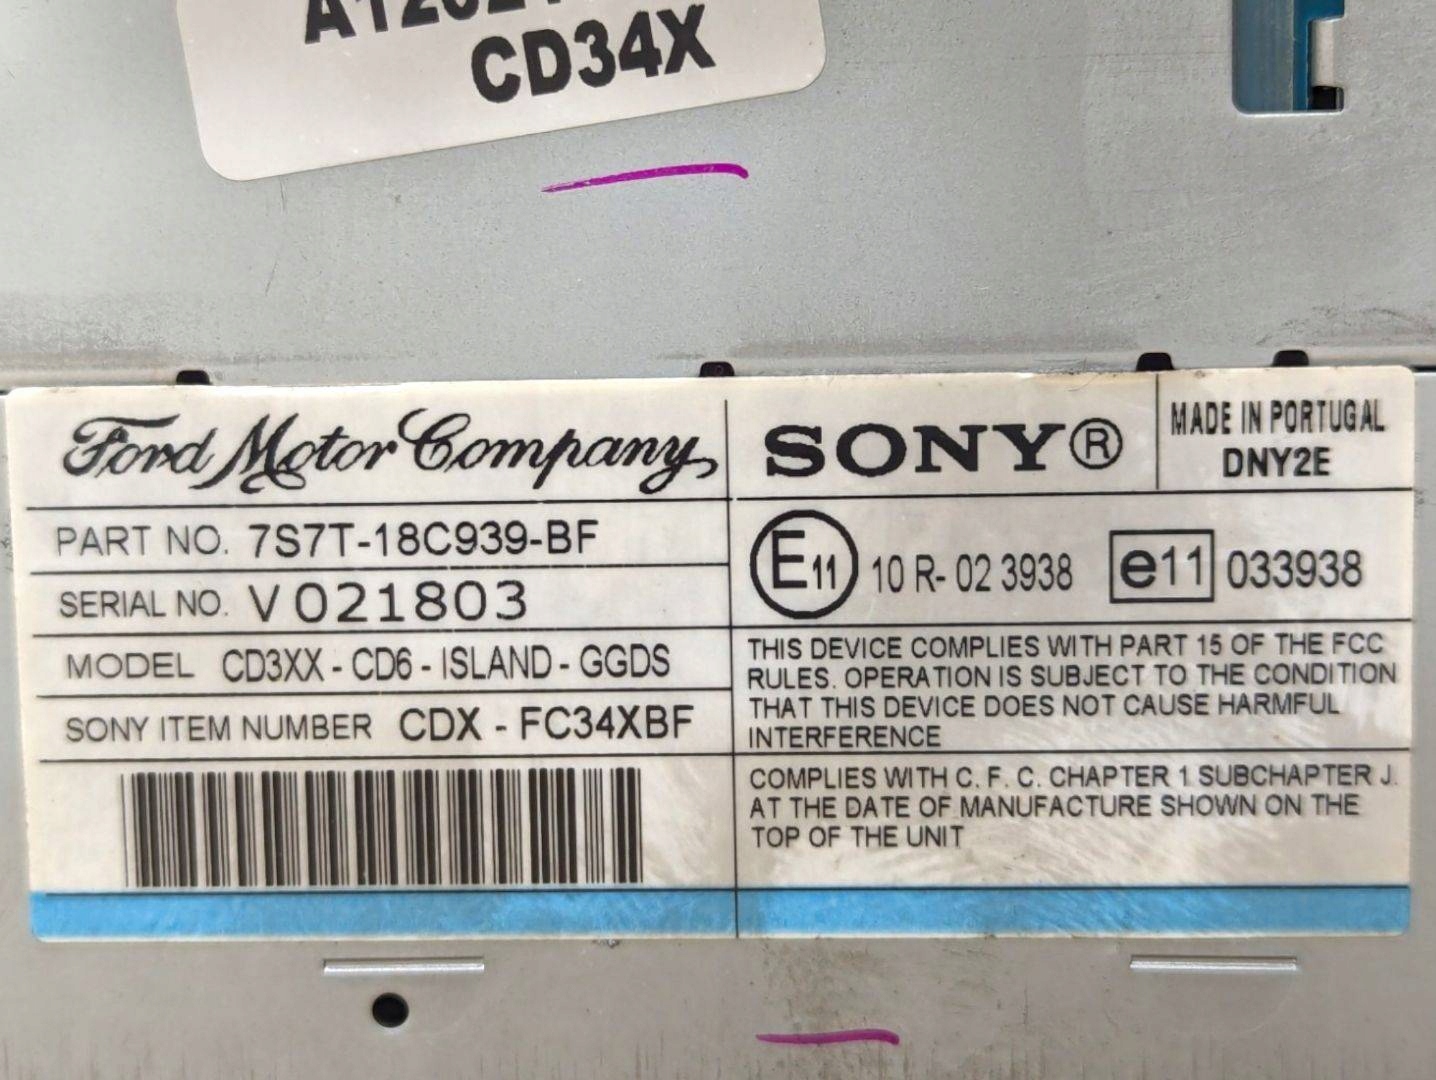 CD34X
Ford Motor Company
SONY®
MADE IN PORTUGAL
DNY2E
PART NO. 7S7T-18C939-BF
SERIAL NO. V021803
MODEL CD3XX - CD6 - ISLAND - GGDS
SONY ITEM NUMBER CDX - FC34XBF
E11 10 R- 02 3938 e11 033938
THIS DEVICE COMPLIES WITH PART 15 OF THE FCC
RULES. OPERATION IS SUBJECT TO THE CONDITION
THAT THIS DEVICE DOES NOT CAUSE HARMFUL
INTERFERENCE
COMPLIES WITH C. F. C. CHAPTER 1 SUBCHAPTER J.
AT THE DATE OF MANUFACTURE SHOWN ON THE
TOP OF THE UNIT